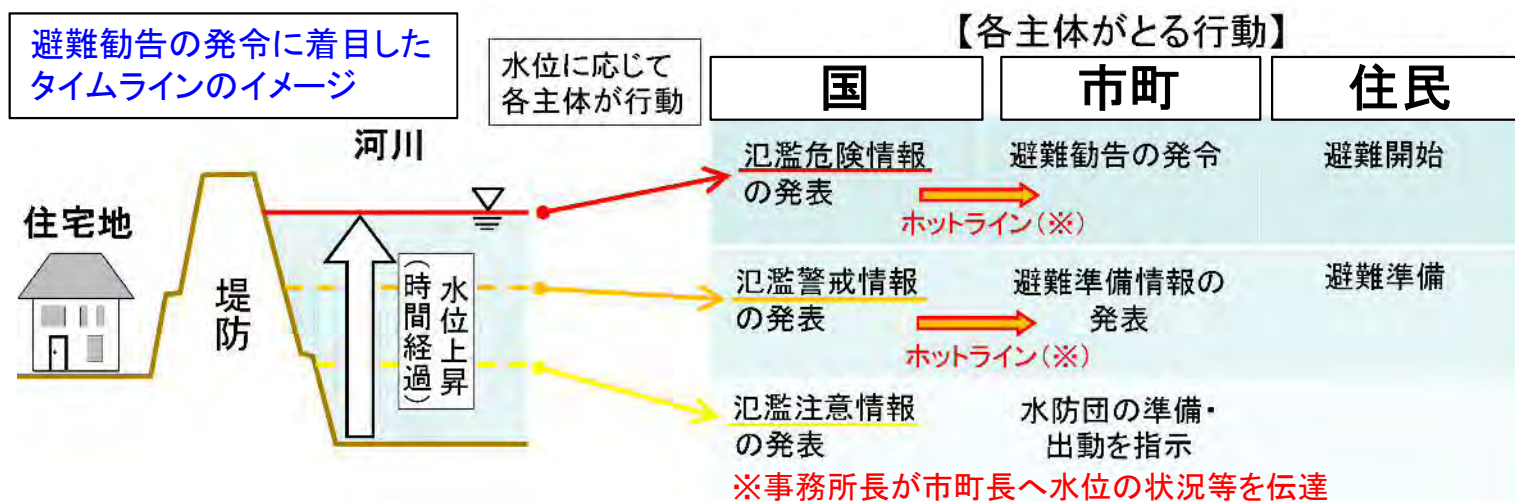 避難勧告の発令に着目した
タイムラインのイメージ
水位に応じて
各主体が行動
【各主体がとる行動】
国
市町
住民
河川
住宅地
堤防
水位上昇
(時間経過)
氾濫危険情報
の発表
避難勧告の発令
避難開始
ホットライン(※)
氾濫警戒情報
の発表
避難準備情報の
発表
避難準備
ホットライン(※)
氾濫注意情報
の発表
水防団の準備・
出動を指示
※事務所長が市町長へ水位の状況等を伝達